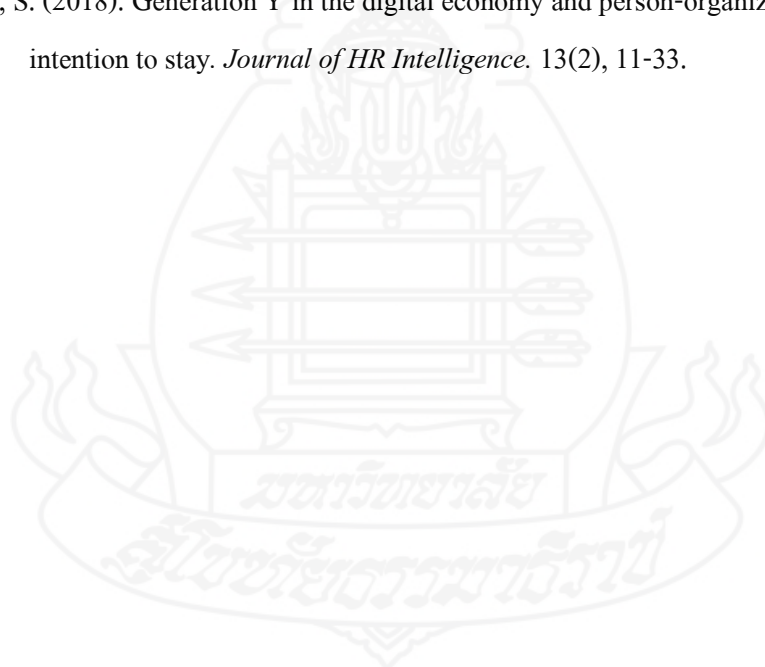 , S. (2018). Generation Y in the digital economy and person-organiz
intention to stay. Journal of HR Intelligence. 13(2), 11-33.
มหาวิทยาลัย
สุโขทัยธรรมาธิราช